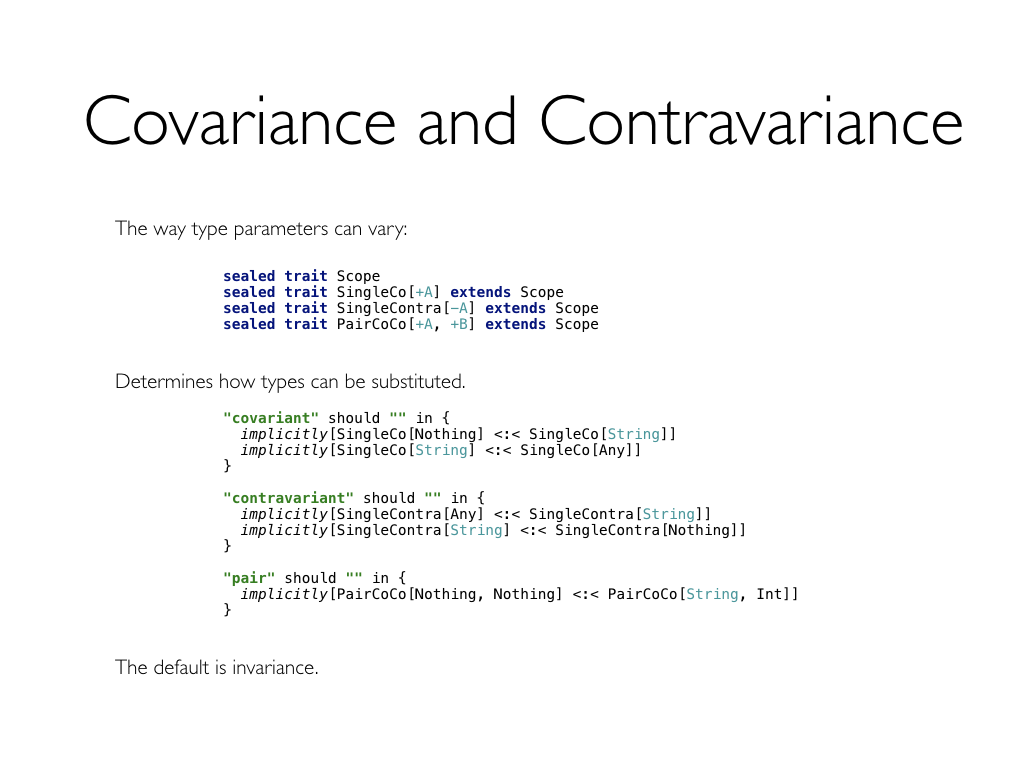 Covariance and Contravariance
The way type parameters can vary:
sealed trait Scope
sealed trait SingleCo[+A] extends Scope
sealed trait SingleContra[-A] extends Scope
sealed trait PairCoCo[+A, +B] extends Scope
Determines how types can be substituted.
"covariant" should "" in {
  implicitly[SingleCo[Nothing] <:< SingleCo[String]]
  implicitly[SingleCo[String] <:< SingleCo[Any]]
}
"contravariant" should "" in {
  implicitly[SingleContra[Any] <:< SingleContra[String]]
  implicitly[SingleContra[String] <:< SingleContra[Nothing]]
}
"pair" should "" in {
  implicitly[PairCoCo[Nothing, Nothing] <:< PairCoCo[String, Int]]
}
The default is invariance.